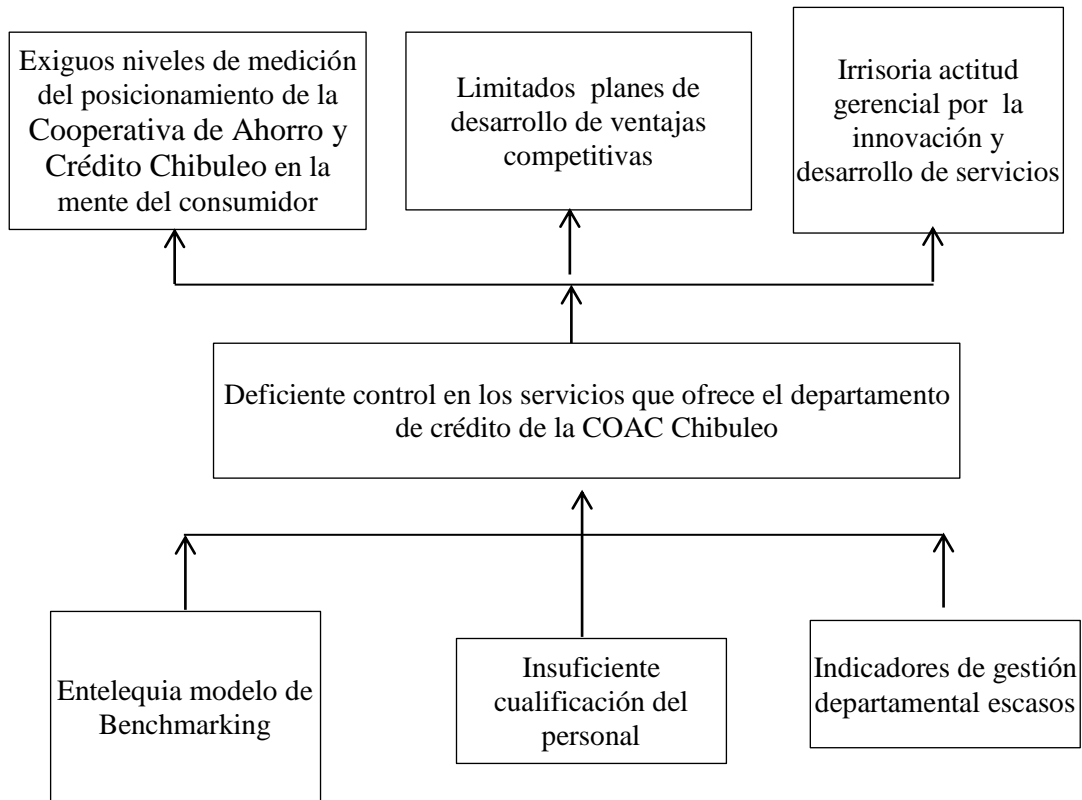 Exiguos niveles de medición
del posicionamiento de la
Cooperativa de Ahorro y
Crédito Chibuleo en la
mente del consumidor
Limitados planes de
desarrollo de ventajas
competitivas
Irrisoria actitud
gerencial por la
innovación y
desarrollo de servicios
Deficiente control en los servicios que ofrece el departamento
de crédito de la COAC Chibuleo
Entelequia modelo de
Benchmarking
Insuficiente
cualificación del
personal
Indicadores de gestión
departamental escasos